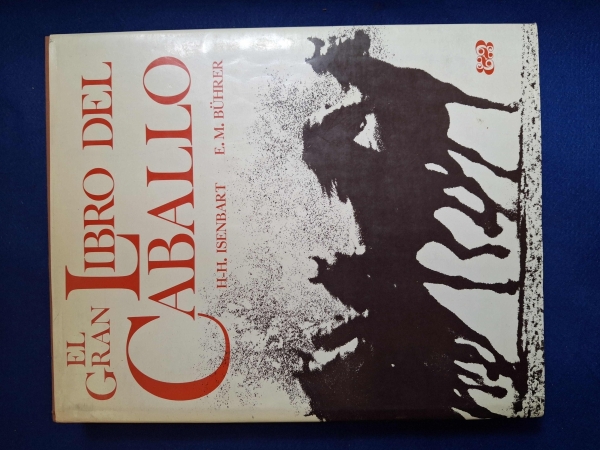 EL
GRAN LIBRO DEL
CABALLO
H-H. ISENBART E. M. BÜHRER